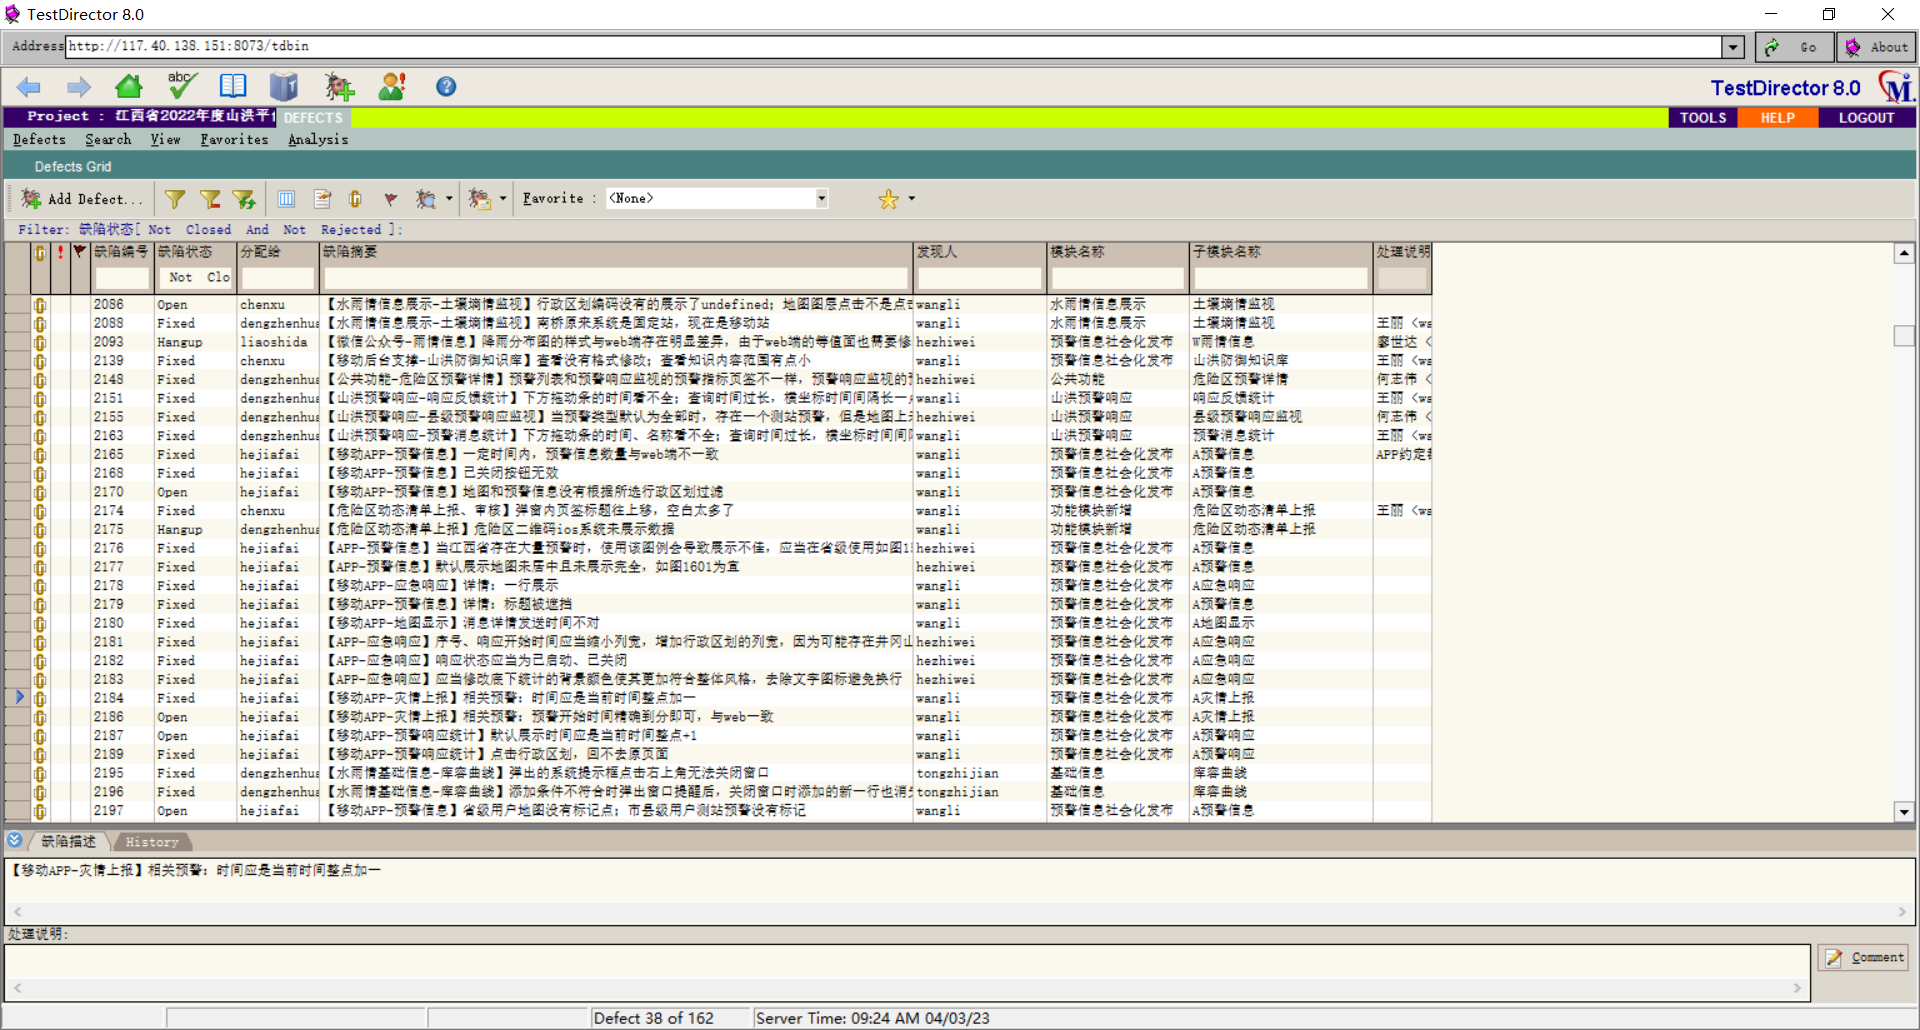 TestDirector 8.0
Address http://117.40.138.151:8073/tdbin Go About
abc
TestDirector 8.0
Project : 江西省2022年度山洪平 DEFECTS TOOLS HELP LOGOUT
Defects Search View Favorites Analysis
Defects Grid
Add Defect... Favorite : <None>
Filter: 缺陷状态[ Not Closed And Not Rejected ];
缺陷编号 缺陷状态 分配给 缺陷摘要 发现人 模块名称 子模块名称 处理说明
Not Clo
2086 Open chenxu 【水雨情信息展示-土壤墒情监视】行政区划编码没有的展示了undefined；地图图层点击不是点击 wangli 水雨情信息展示 土壤墒情监视
2088 Fixed dengzhenhua 【水雨情信息展示-土壤墒情监视】南桥原来系统是固定站，现在是移动站 wangli 水雨情信息展示 土壤墒情监视 王丽 <wa
2093 Hangup liaoshida 【微信公众号-雨情信息】降雨分布图的样式与web端存在明显差异，由于web端的等值面也需要修 hezhiwei 预警信息社会化发布 W雨情信息 廖世达 <
2139 Fixed chenxu 【移动后台支撑-山洪防御知识库】查看没有格式修改；查看知识内容范围有点小 wangli 预警信息社会化发布 山洪防御知识库 王丽 <wa
2148 Fixed dengzhenhua 【公共功能-危险区预警详情】预警列表和预警响应监视的预警指标页签不一样，预警响应监视的 hezhiwei 公共功能 危险区预警详情 何志伟 <
2151 Fixed dengzhenhua 【山洪预警响应-响应反馈统计】下方拖动条的时间看不全；查询时间过长，横坐标时间间隔长一 wangli 山洪预警响应 响应反馈统计 王丽 <wa
2155 Fixed dengzhenhua 【山洪预警响应-县级预警响应监视】当预警类型默认为全部时，存在一个测站预警，但是地图上 hezhiwei 山洪预警响应 县级预警响应监视 何志伟 <
2163 Fixed dengzhenhua 【山洪预警响应-预警消息统计】下方拖动条的时间、名称看不全；查询时间过长，横坐标时间间 wangli 山洪预警响应 预警消息统计 王丽 <wa
2165 Fixed hejiafai 【移动APP-预警信息】一定时间内，预警信息数量与web端不一致 wangli 预警信息社会化发布 A预警信息 APP约定
2168 Fixed hejiafai 【移动APP-预警信息】已关闭按钮无效 wangli 预警信息社会化发布 A预警信息
2170 Open hejiafai 【移动APP-预警信息】地图和预警信息没有根据所选行政区划过滤 wangli 预警信息社会化发布 A预警信息
2174 Fixed chenxu 【危险区动态清单上报、审核】弹窗内页签标题往上移，空白太多了 wangli 功能模块新增 危险区动态清单上报 王丽 <wa
2175 Hangup dengzhenhua 【危险区动态清单上报】危险区二维码ios系统未展示数据 wangli 功能模块新增 危险区动态清单上报
2176 Fixed hejiafai 【APP-预警信息】当江西省存在大量预警时，使用该图例会导致展示不佳，应当在省级使用如图1 hezhiwei 预警信息社会化发布 A预警信息
2177 Fixed hejiafai 【APP-预警信息】默认展示地图未居中且未展示完全，如图1601为宜 hezhiwei 预警信息社会化发布 A预警信息
2178 Fixed hejiafai 【移动APP-应急响应】详情：一行展示 wangli 预警信息社会化发布 A应急响应
2179 Fixed hejiafai 【移动APP-预警信息】详情：标题被遮挡 wangli 预警信息社会化发布 A预警信息
2180 Fixed hejiafai 【移动APP-地图显示】消息详情发送时间不对 wangli 预警信息社会化发布 A地图显示
2181 Fixed hejiafai 【APP-应急响应】序号、响应开始时间应当缩小列宽，增加行政区划的列宽，因为可能存在井冈山 hezhiwei 预警信息社会化发布 A应急响应
2182 Fixed hejiafai 【APP-应急响应】响应状态应当为已启动、已关闭 hezhiwei 预警信息社会化发布 A应急响应
2183 Fixed hejiafai 【APP-应急响应】应当修改底下统计的背景颜色使其更加符合整体风格，去除文字图标避免换行 hezhiwei 预警信息社会化发布 A应急响应
2184 Fixed hejiafai 【移动APP-灾情上报】相关预警：时间应是当前时间整点加一 wangli 预警信息社会化发布 A灾情上报
2186 Open hejiafai 【移动APP-灾情上报】相关预警：预警开始时间精确到分即可，与web一致 wangli 预警信息社会化发布 A灾情上报
2187 Open hejiafai 【移动APP-预警响应统计】默认展示时间应是当前时间整点+1 wangli 预警信息社会化发布 A预警响应
2189 Fixed hejiafai 【移动APP-预警响应统计】点击行政区划，回不去原页面 wangli 预警信息社会化发布 A预警响应
2195 Fixed dengzhenhua 【水雨情基础信息-库容曲线】弹出的系统提示框点击右上角无法关闭窗口 tongzhijian 基础信息 库容曲线
2196 Fixed dengzhenhua 【水雨情基础信息-库容曲线】添加条件不符合时弹出窗口提醒后，关闭窗口时添加的新一行也消 tongzhijian 基础信息 库容曲线
2197 Open hejiafai 【移动APP-预警信息】省级用户地图没有标记点；市县级用户测站预警没有标记 wangli 预警信息社会化发布 A预警信息
缺陷描述 History
【移动APP-灾情上报】相关预警：时间应是当前时间整点加一
处理说明:
Comment
Defect 38 of 162 Server Time: 09:24 AM 04/03/23